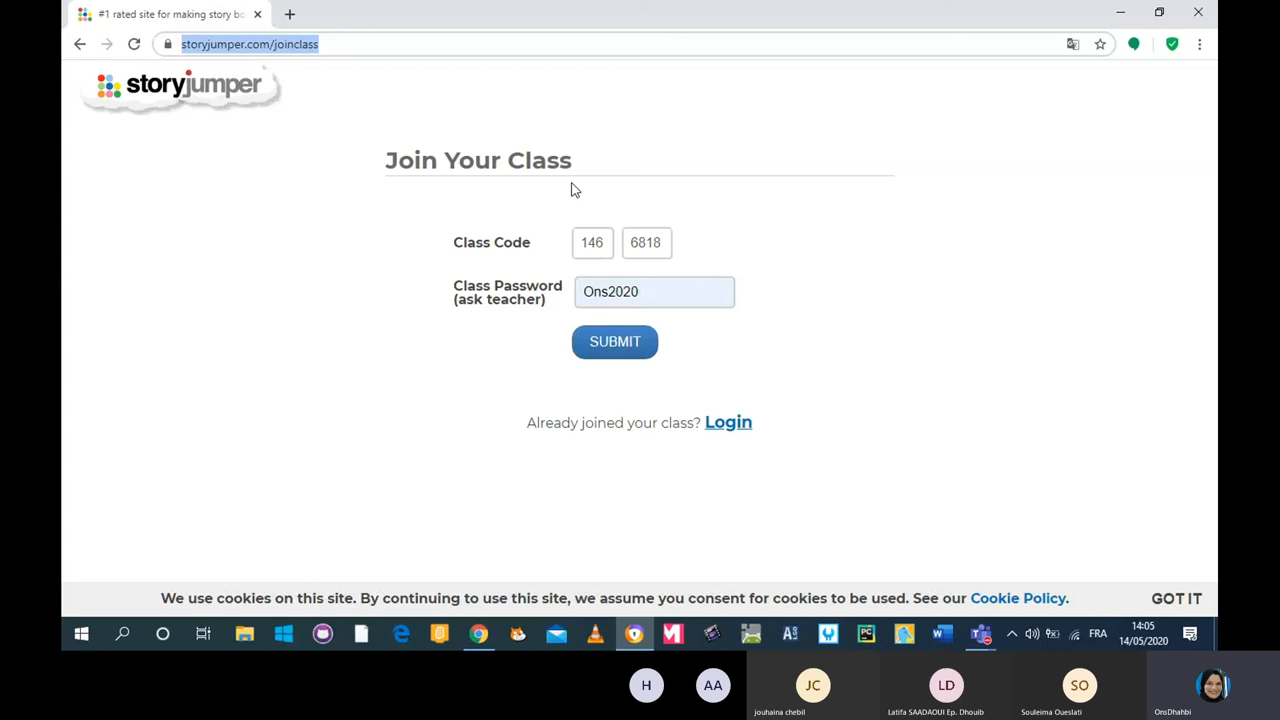 #1 rated site for making story bo
storyjumper.com/joinclass
storyjumper
Join Your Class
Class Code 146 6818
Class Password
(ask teacher)
Ons2020
SUBMIT
Already joined your class? Login
We use cookies on this site. By continuing to use this site, we assume you consent for cookies to be used. See our Cookie Policy. GOT IT
FRA
14:05
14/05/2020
H AA JC LD SO
jouhaina chebil Latifa SAADAOUI Ep. Dhouib Souleima Oueslati OnsDhahbi